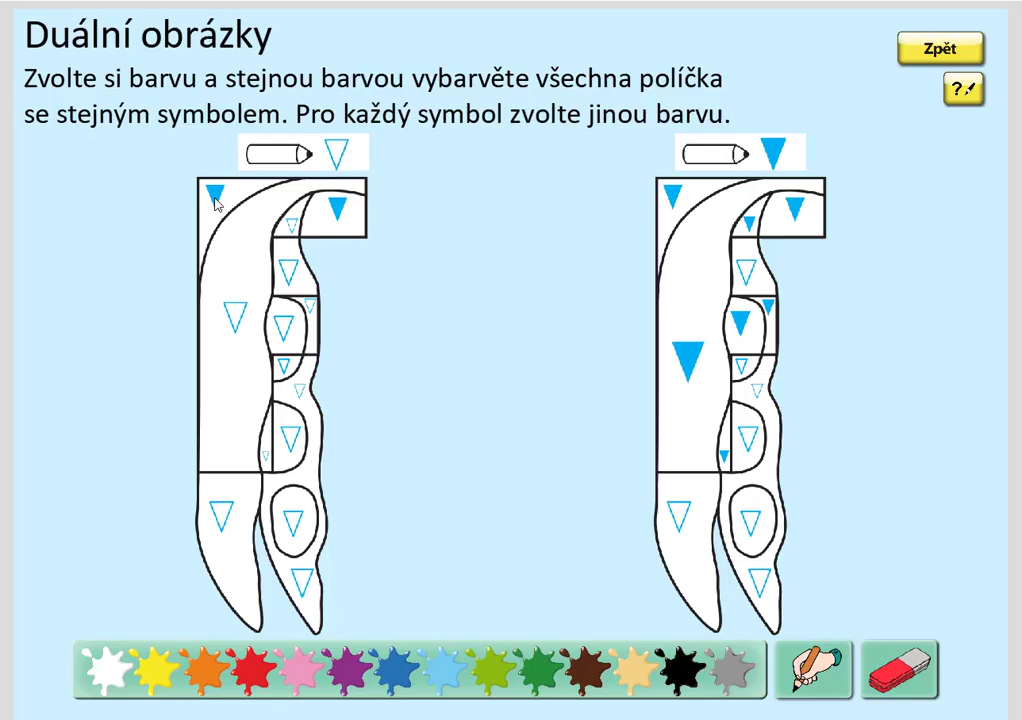 Duální obrázky
Zpět
Zvolte si barvu a stejnou barvou vybarvěte všechna políčka
se stejným symbolem. Pro každý symbol zvolte jinou barvu.
?